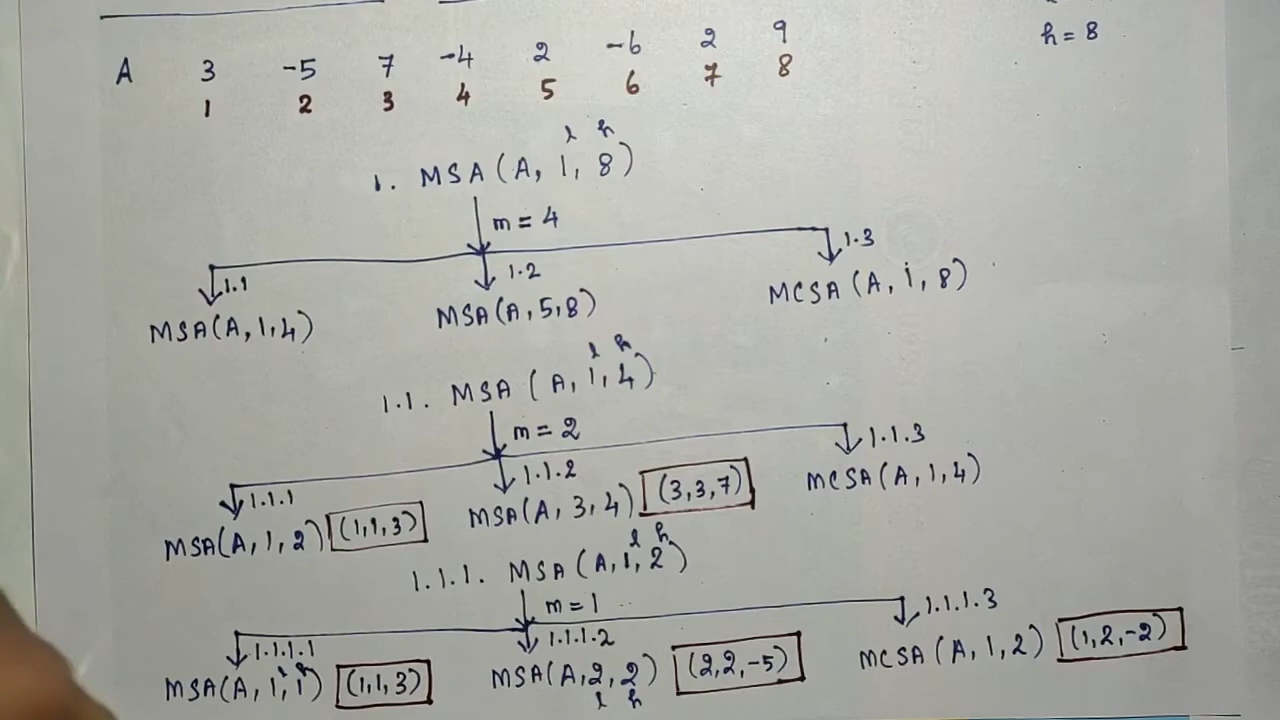 h = 8
A 3 -5 7 -4 2 -6 2 9
1 2 3 4 5 6 7 8
l h
1. MSA (A, 1, 8)
m = 4
1.1 1.2 1.3
MSA(A, 1, 4) MSA(A, 5, 8) MCSA (A, 1, 8)
l h
1.1. MSA (A, 1, 4)
m = 2
1.1.1 1.1.2 1.1.3
MSA(A, 1, 2) (1,1,3) MSA(A, 3, 4) (3,3,7) MCSA(A, 1, 4)
l h
1.1.1. MSA (A, 1, 2)
m = 1
1.1.1.1 1.1.1.2 1.1.1.3
l h
MSA(A, 1, 1) (1,1,3) MSA(A, 2, 2) (2,2,-5) MCSA (A, 1, 2) (1,2,-2)
l h